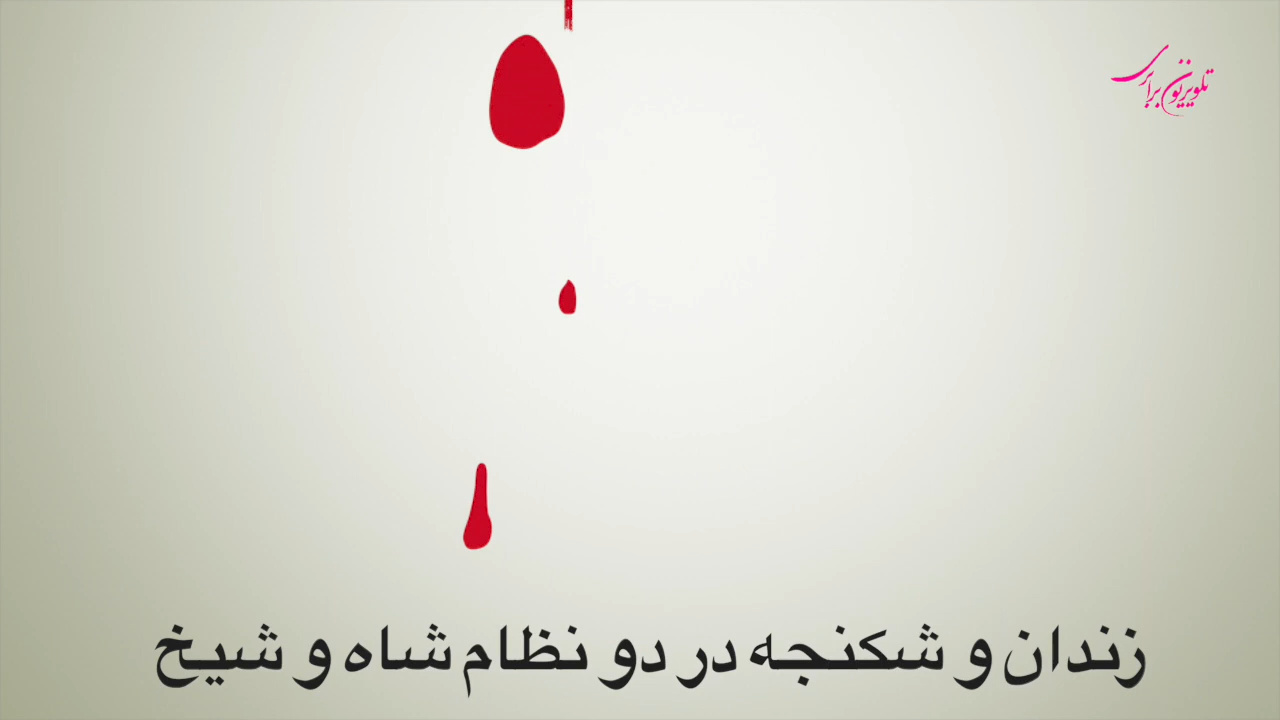 تلویزیون برابری
زندان و شکنجه در دو نظام شاه و شیخ